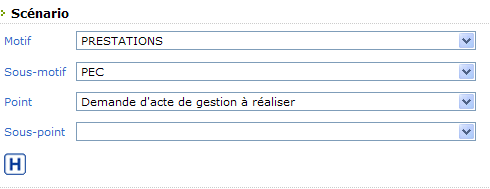 Scénario
Motif PRESTATIONS
Sous-motif PEC
Point Demande d'acte de gestion à réaliser
Sous-point
H